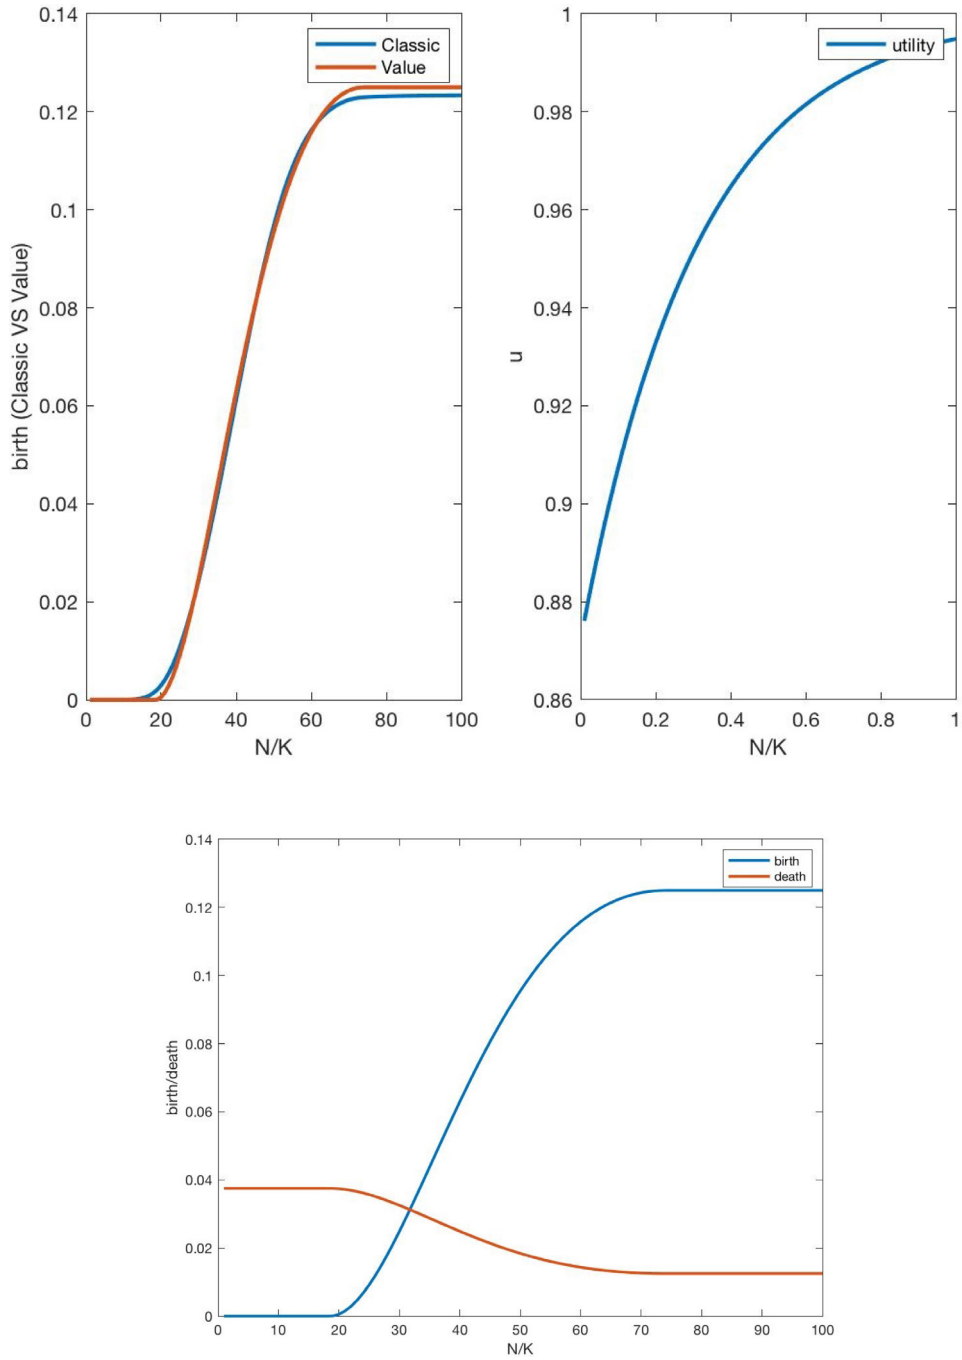 0.14
0.12
0.1
0.08
0.06
0.04
0.02
0
birth (Classic VS Value)
Classic
Value
0 20 40 60 80 100
N/K
1
0.98
0.96
0.94
0.92
0.9
0.88
0.86
u
utility
0 0.2 0.4 0.6 0.8 1
N/K
0.14
0.12
0.1
0.08
0.06
0.04
0.02
0
birth/death
birth
death
0 10 20 30 40 50 60 70 80 90 100
N/K